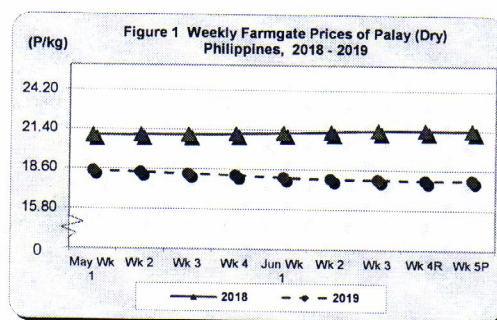 Figure 1 Weekly Farmgate Prices of Palay (Dry)
Philippines, 2018 - 2019
(P/kg)
24.20
21.40
18.60
15.80
0
May Wk 1
Wk 2
Wk 3
Wk 4
Jun Wk 1
Wk 2
Wk 3
Wk 4R
Wk 5P
2018
2019